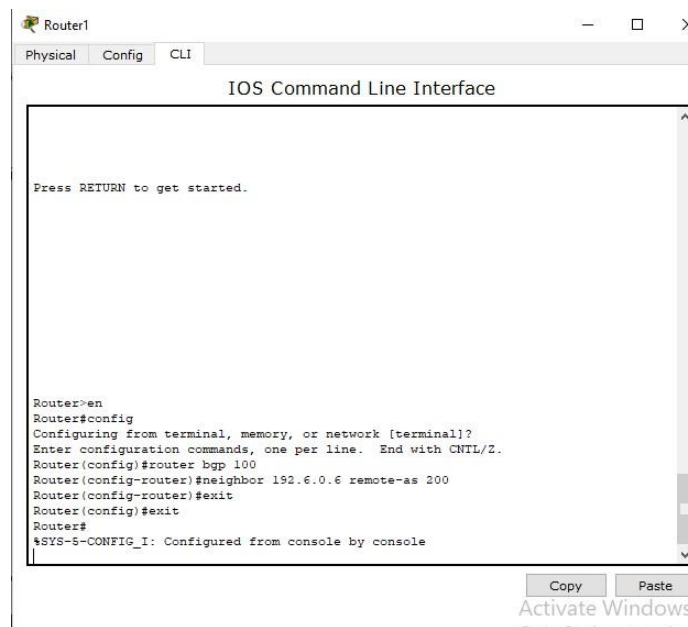 Router1
Physical Config CLI
IOS Command Line Interface
Press RETURN to get started.
Router>en
Router#config
Configuring from terminal, memory, or network [terminal]?
Enter configuration commands, one per line.  End with CNTL/Z.
Router(config)#router bgp 100
Router(config-router)#neighbor 192.6.0.6 remote-as 200
Router(config-router)#exit
Router(config)#exit
Router#
%SYS-5-CONFIG_I: Configured from console by console
Copy Paste
Activate Windows